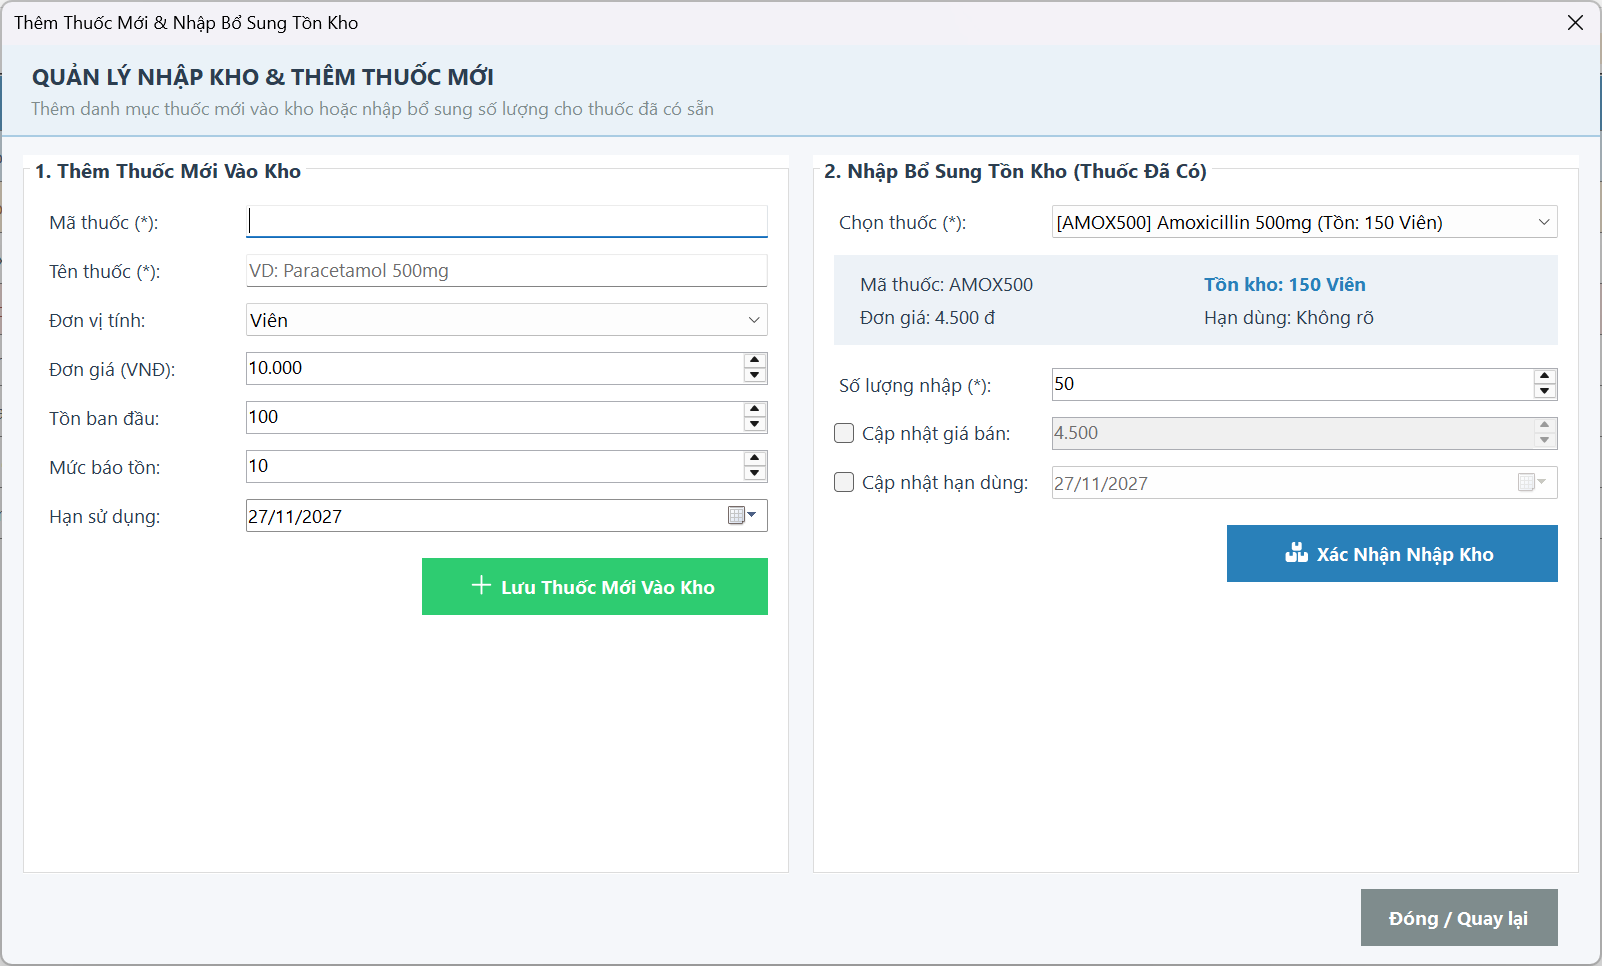 Thêm Thuốc Mới & Nhập Bổ Sung Tồn Kho
QUẢN LÝ NHẬP KHO & THÊM THUỐC MỚI
Thêm danh mục thuốc mới vào kho hoặc nhập bổ sung số lượng cho thuốc đã có sẵn
1. Thêm Thuốc Mới Vào Kho
Mã thuốc (*):
Tên thuốc (*): VD: Paracetamol 500mg
Đơn vị tính: Viên
Đơn giá (VNĐ): 10.000
Tồn ban đầu: 100
Mức báo tồn: 10
Hạn sử dụng: 27/11/2027
Lưu Thuốc Mới Vào Kho
2. Nhập Bổ Sung Tồn Kho (Thuốc Đã Có)
Chọn thuốc (*): [AMOX500] Amoxicillin 500mg (Tồn: 150 Viên)
Mã thuốc: AMOX500 Tồn kho: 150 Viên
Đơn giá: 4.500 đ Hạn dùng: Không rõ
Số lượng nhập (*): 50
Cập nhật giá bán: 4.500
Cập nhật hạn dùng: 27/11/2027
Xác Nhận Nhập Kho
Đóng / Quay lại